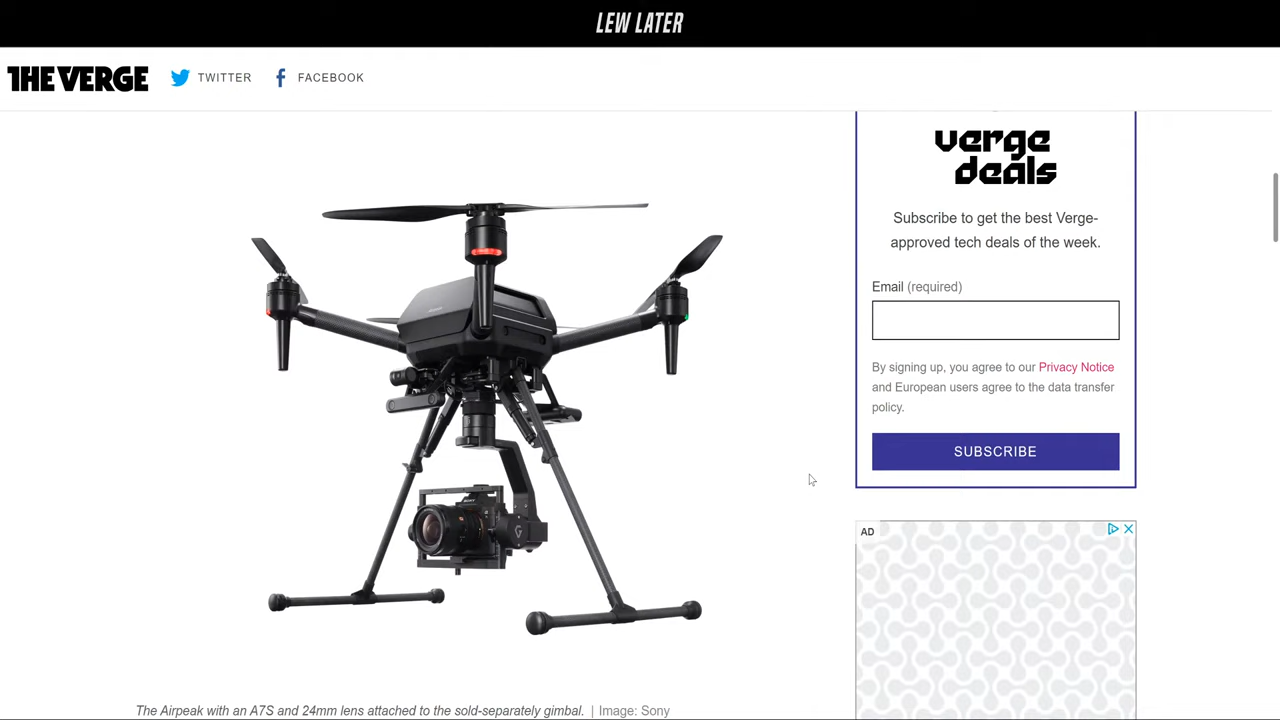 LEW LATER
THE VERGE
TWITTER
FACEBOOK
verge
deals
Subscribe to get the best Verge-
approved tech deals of the week.
Email (required)
By signing up, you agree to our Privacy Notice
and European users agree to the data transfer
policy.
SUBSCRIBE
AD
SONY
The Airpeak with an A7S and 24mm lens attached to the sold-separately gimbal. | Image: Sony